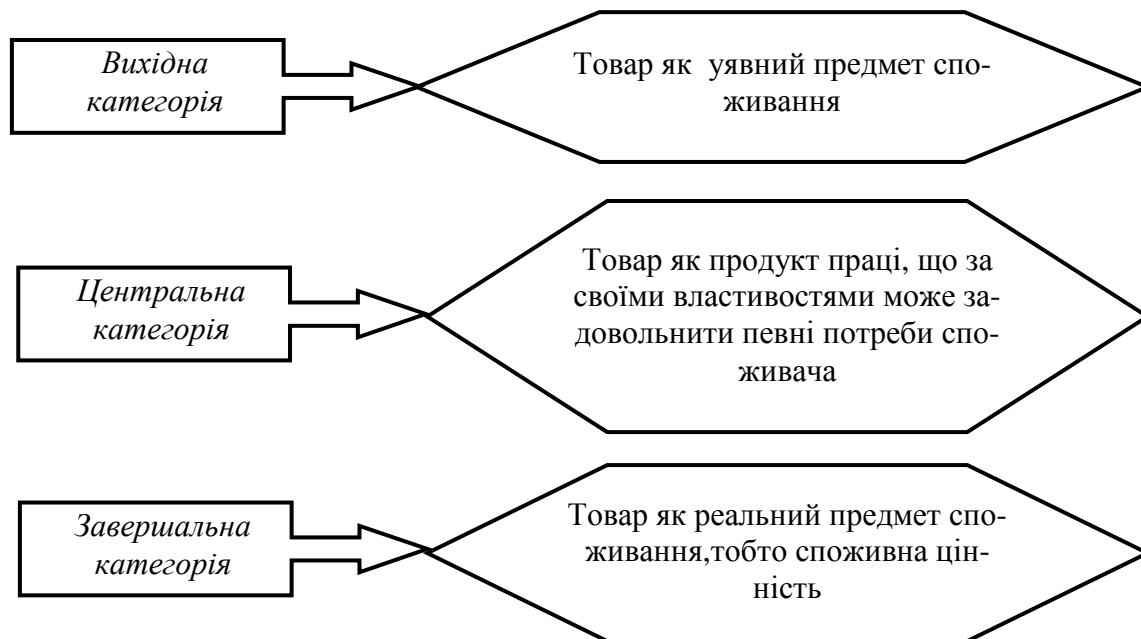 Вихідна
категорія
Товар як уявний предмет спо-
живання
Центральна
категорія
Товар як продукт праці, що за
своїми властивостями може за-
довольнити певні потреби спо-
живача
Завершальна
категорія
Товар як реальний предмет спо-
живання,тобто споживна цін-
ність